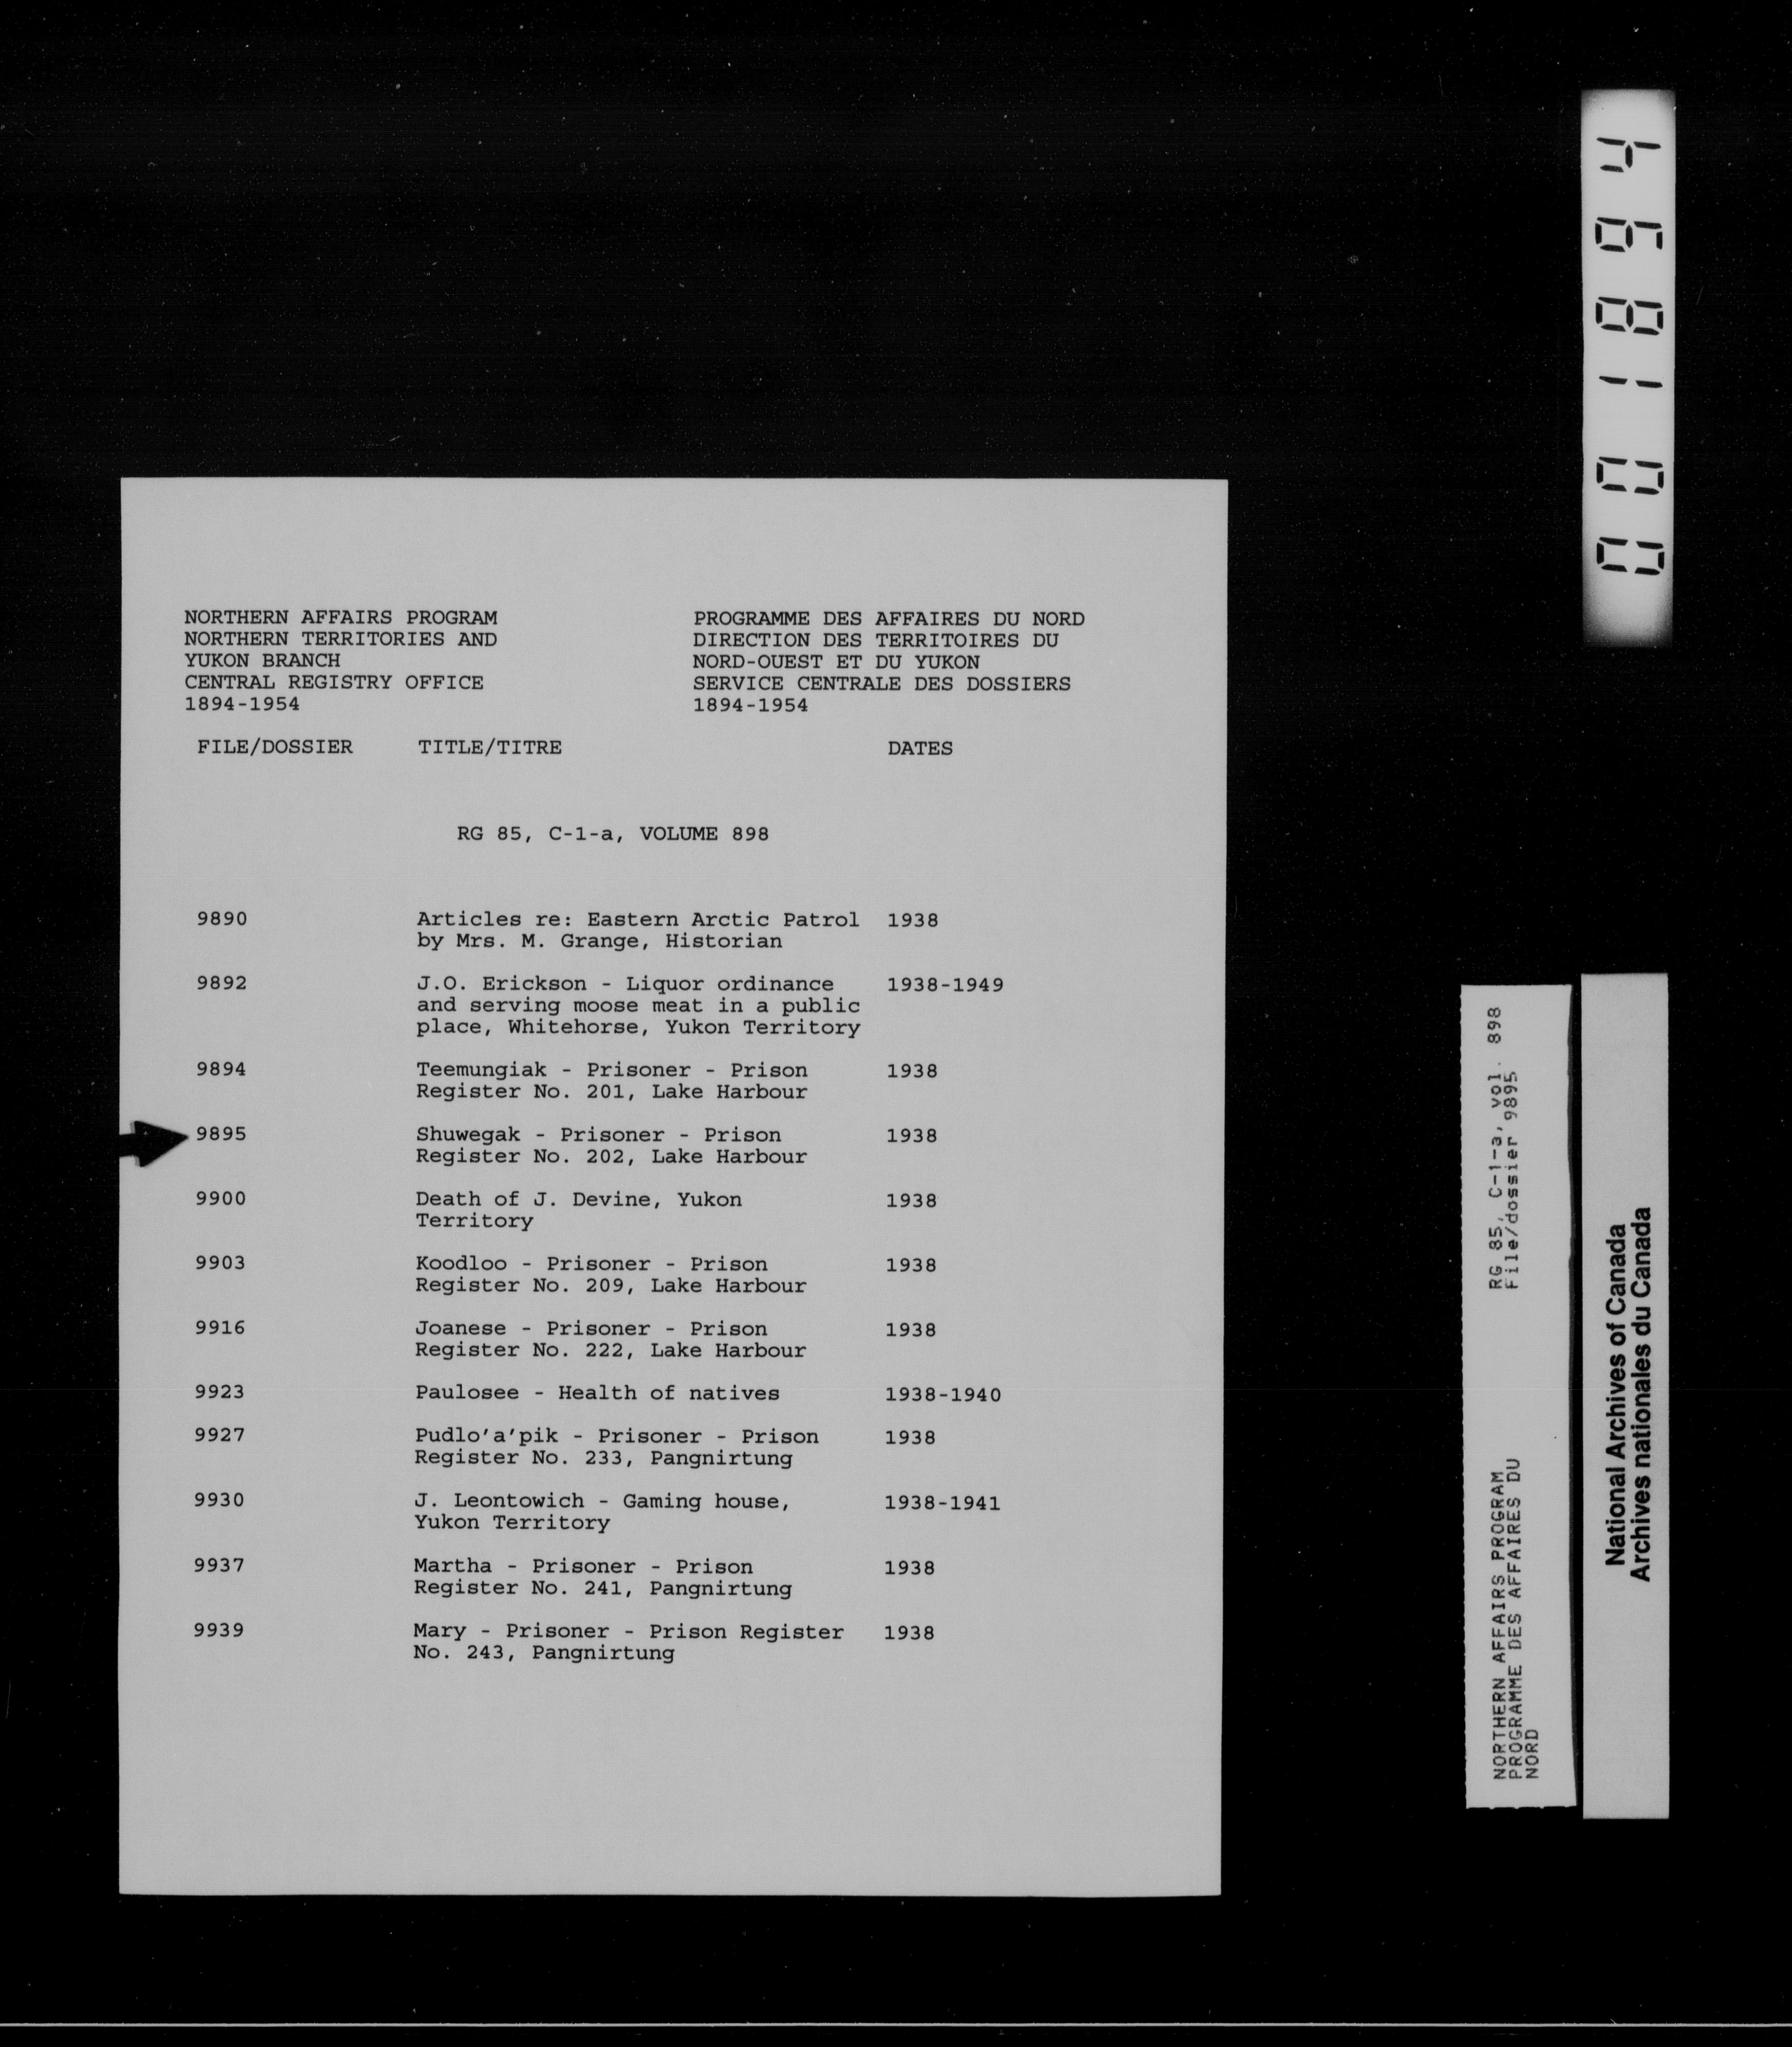 NORTHERN AFFAIRS PROGRAM
NORTHERN TERRITORIES AND
YUKON BRANCH
CENTRAL REGISTRY OFFICE
1894-1954
PROGRAMME DES AFFAIRES DU NORD
DIRECTION DES TERRITOIRES DU
NORD-OUEST ET DU YUKON
SERVICE CENTRALE DES DOSSIERS
1894-1954
FILE/DOSSIER TITLE/TITRE DATES
RG 85, C-1-a, VOLUME 898
9890 Articles re: Eastern Arctic Patrol 1938
by Mrs. M. Grange, Historian
9892 J.O. Erickson - Liquor ordinance 1938-1949
and serving moose meat in a public
place, Whitehorse, Yukon Territory
9894 Teemungiak - Prisoner - Prison 1938
Register No. 201, Lake Harbour
9895 Shuwegak - Prisoner - Prison 1938
Register No. 202, Lake Harbour
9900 Death of J. Devine, Yukon 1938
Territory
9903 Koodloo - Prisoner - Prison 1938
Register No. 209, Lake Harbour
9916 Joanese - Prisoner - Prison 1938
Register No. 222, Lake Harbour
9923 Paulosee - Health of natives 1938-1940
9927 Pudlo'a'pik - Prisoner - Prison 1938
Register No. 233, Pangnirtung
9930 J. Leontowich - Gaming house, 1938-1941
Yukon Territory
9937 Martha - Prisoner - Prison 1938
Register No. 241, Pangnirtung
9939 Mary - Prisoner - Prison Register 1938
No. 243, Pangnirtung
001894
NORTHERN AFFAIRS PROGRAM
PROGRAMME DES AFFAIRES DU
NORD
RG 85, C-1-a, vol. 898
File/dossier 9895
National Archives of Canada
Archives nationales du Canada